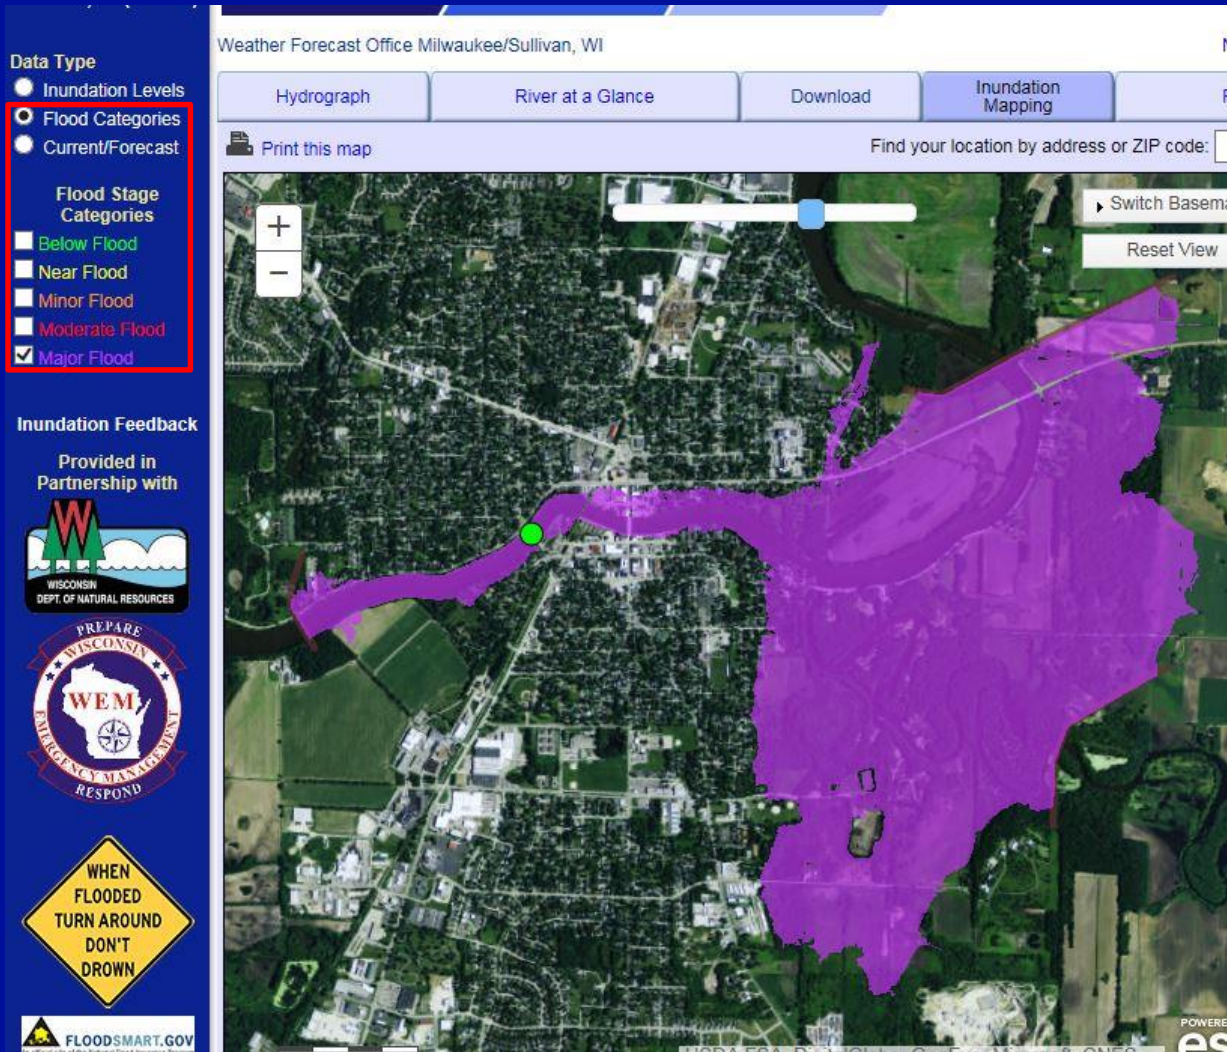 Weather Forecast Office Milwaukee/Sullivan, WI
Data Type
Inundation Levels
Flood Categories
Current/Forecast
Flood Stage
Categories
Below Flood
Near Flood
Minor Flood
Moderate Flood
Major Flood
Inundation Feedback
Provided in
Partnership with
WISCONSIN
DEPT. OF NATURAL RESOURCES
PREPARE
WISCONSIN
WEM
EMERGENCY MANAGEMENT
RESPOND
WHEN
FLOODED
TURN AROUND
DON'T
DROWN
FLOODSMART.GOV
Hydrograph
River at a Glance
Download
Inundation
Mapping
Print this map
Find your location by address or ZIP code:
+
−
Switch Basema
Reset View
POWERE
es